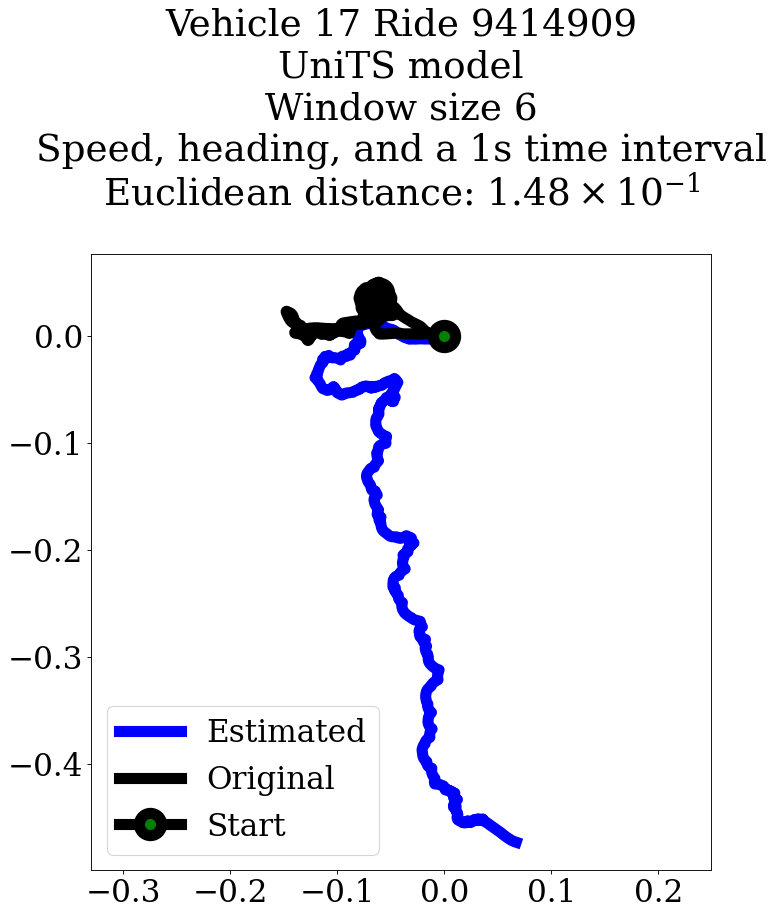 Vehicle 17 Ride 9414909
UniTS model
Window size 6
Speed, heading, and a 1s time interval
Euclidean distance: 1.48 × 10⁻¹
0.0
−0.1
−0.2
−0.3
−0.4
Estimated
Original
Start
−0.3 −0.2 −0.1 0.0 0.1 0.2